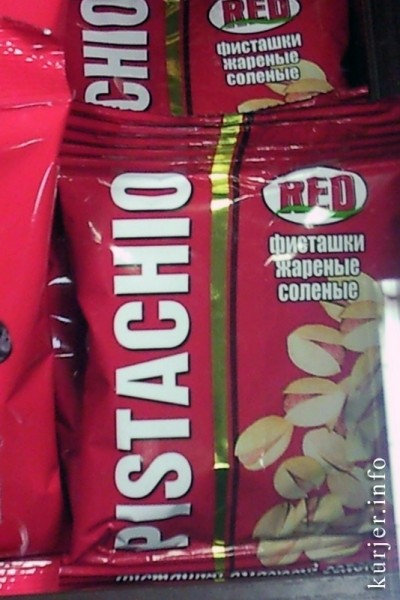 CHIO
RED
фисташки
жареные
соленые
PISTACHIO
RED
фисташки
жареные
соленые
kurjer.info